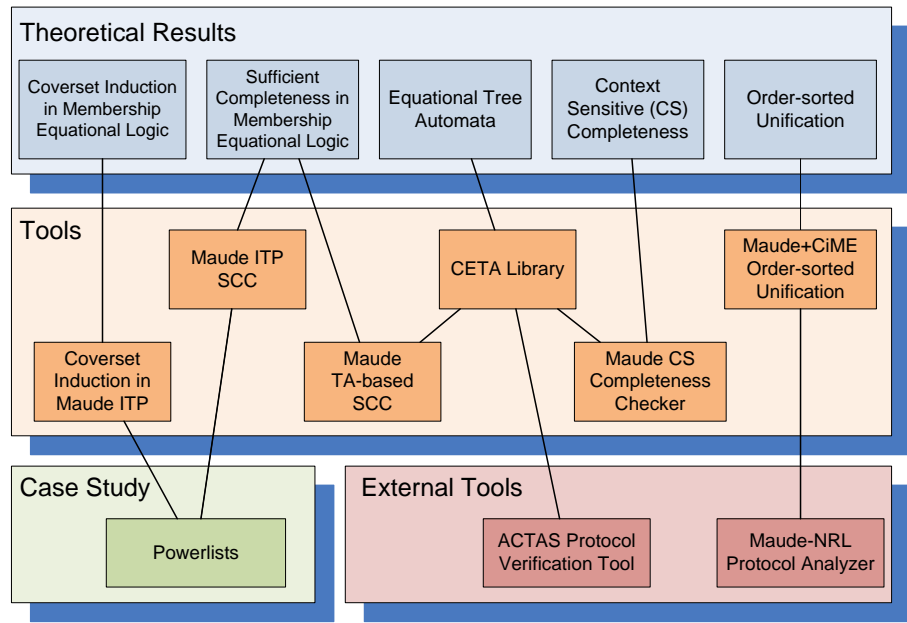 Theoretical Results
Coverset Induction
in Membership
Equational Logic
Sufficient
Completeness in
Membership
Equational Logic
Equational Tree
Automata
Context
Sensitive (CS)
Completeness
Order-sorted
Unification
Tools
Maude ITP
SCC
CETA Library
Maude+CiME
Order-sorted
Unification
Coverset
Induction in
Maude ITP
Maude
TA-based
SCC
Maude CS
Completeness
Checker
Case Study
Powerlists
External Tools
ACTAS Protocol
Verification Tool
Maude-NRL
Protocol Analyzer